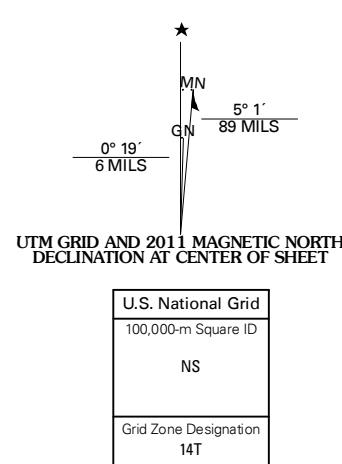 ★
MN
GN
5° 1´
89 MILS
0° 19´
6 MILS
UTM GRID AND 2011 MAGNETIC NORTH
DECLINATION AT CENTER OF SHEET
U.S. National Grid
100,000-m Square ID
NS
Grid Zone Designation
14T